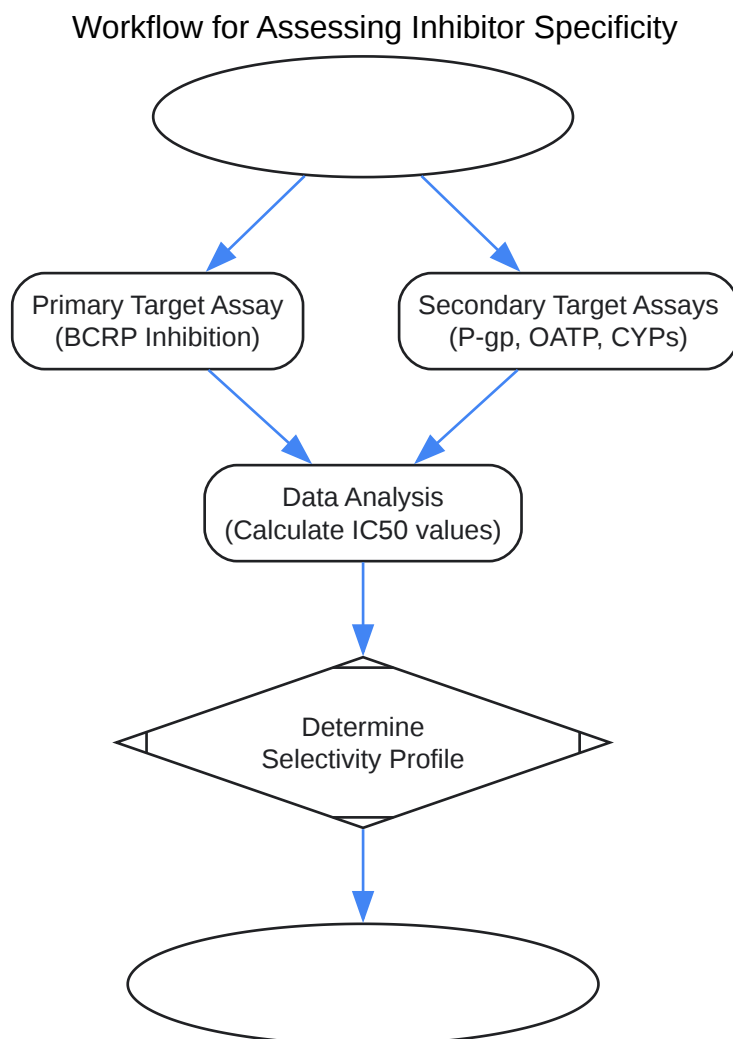 Workflow for Assessing Inhibitor Specificity
Primary Target Assay
(BCRP Inhibition)
Secondary Target Assays
(P-gp, OATP, CYPs)
Data Analysis
(Calculate IC50 values)
Determine
Selectivity Profile